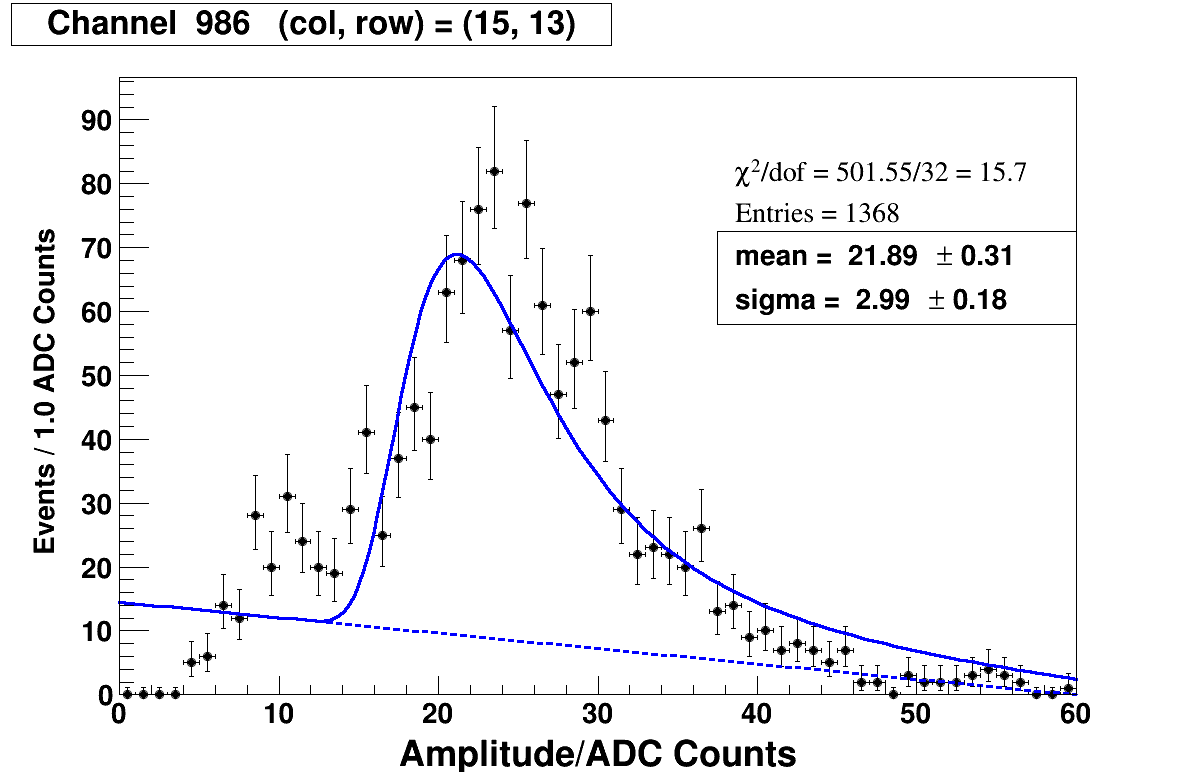 Channel 986 (col, row) = (15, 13)
χ²/dof = 501.55/32 = 15.7
Entries = 1368
mean = 21.89 ± 0.31
sigma = 2.99 ± 0.18
Events / 1.0 ADC Counts
90
80
70
60
50
40
30
20
10
0
0 10 20 30 40 50 60
Amplitude/ADC Counts